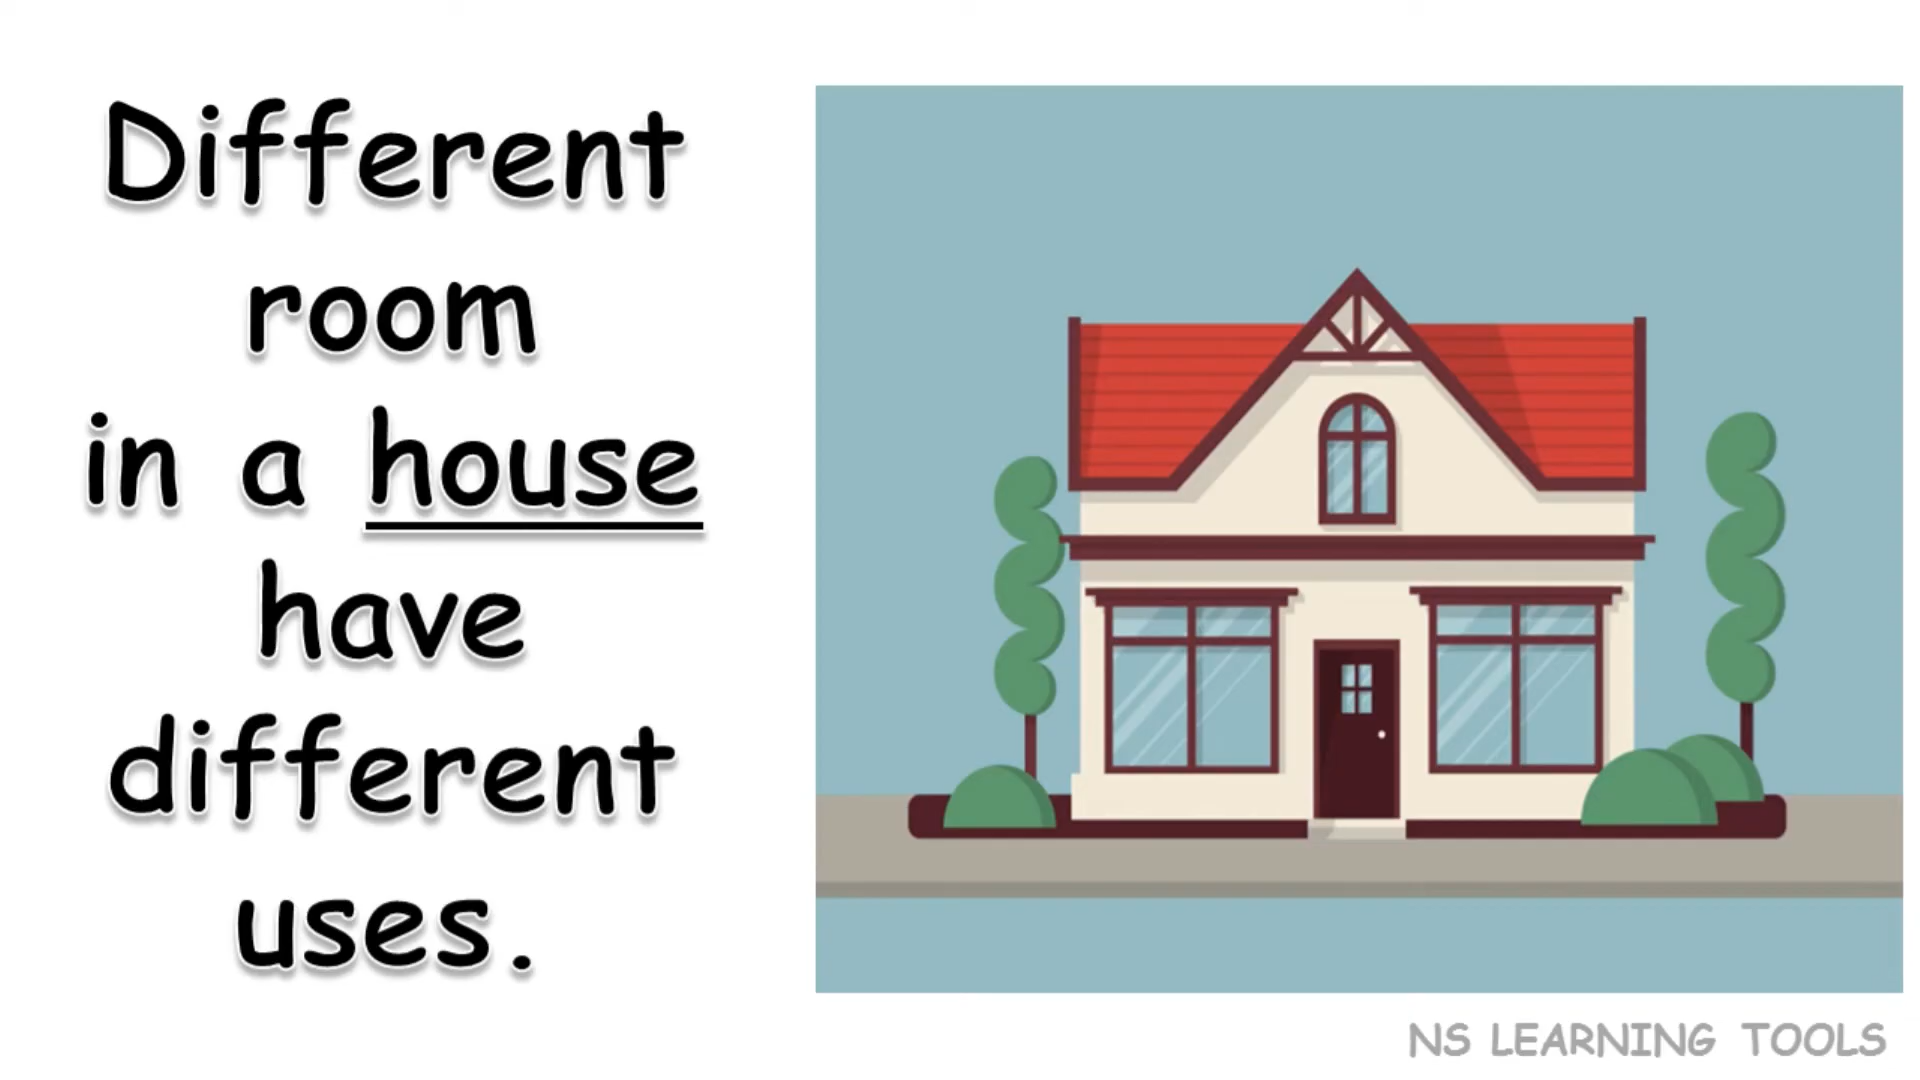 Different
room
in a house
have
different
uses.
NS LEARNING TOOLS